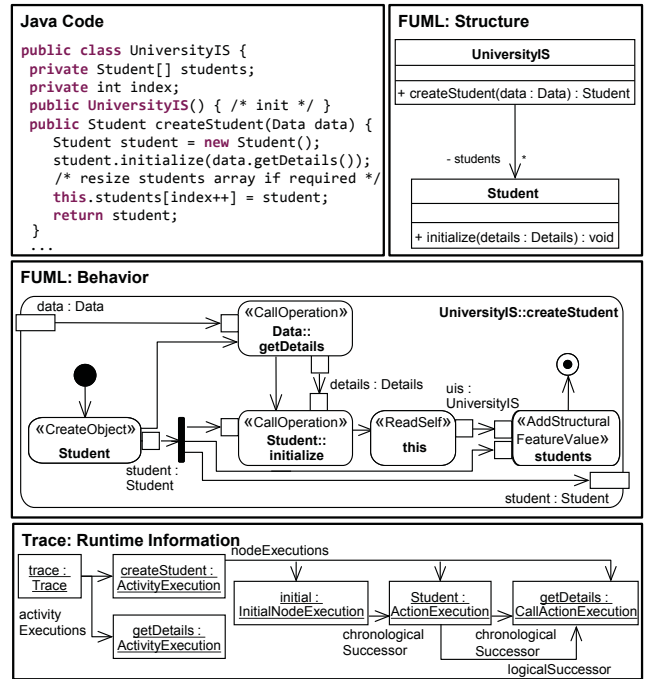 Java Code
public class UniversityIS {
private Student[] students;
private int index;
public UniversityIS() { /* init */ }
public Student createStudent(Data data) {
Student student = new Student();
student.initialize(data.getDetails());
/* resize students array if required */
this.students[index++] = student;
return student;
}
...
FUML: Structure
UniversityIS
+ createStudent(data : Data) : Student
- students
*
Student
+ initialize(details : Details) : void
FUML: Behavior
data : Data
UniversityIS::createStudent
«CallOperation»
Data::
getDetails
details : Details
uis :
UniversityIS
«CreateObject»
Student
student :
Student
«CallOperation»
Student::
initialize
«ReadSelf»
this
«AddStructural
FeatureValue»
students
student : Student
Trace: Runtime Information
nodeExecutions
trace :
Trace
createStudent :
ActivityExecution
activity
Executions
getDetails :
ActivityExecution
initial :
InitialNodeExecution
Student :
ActionExecution
getDetails :
CallActionExecution
chronological
Successor
chronological
Successor
logicalSuccessor